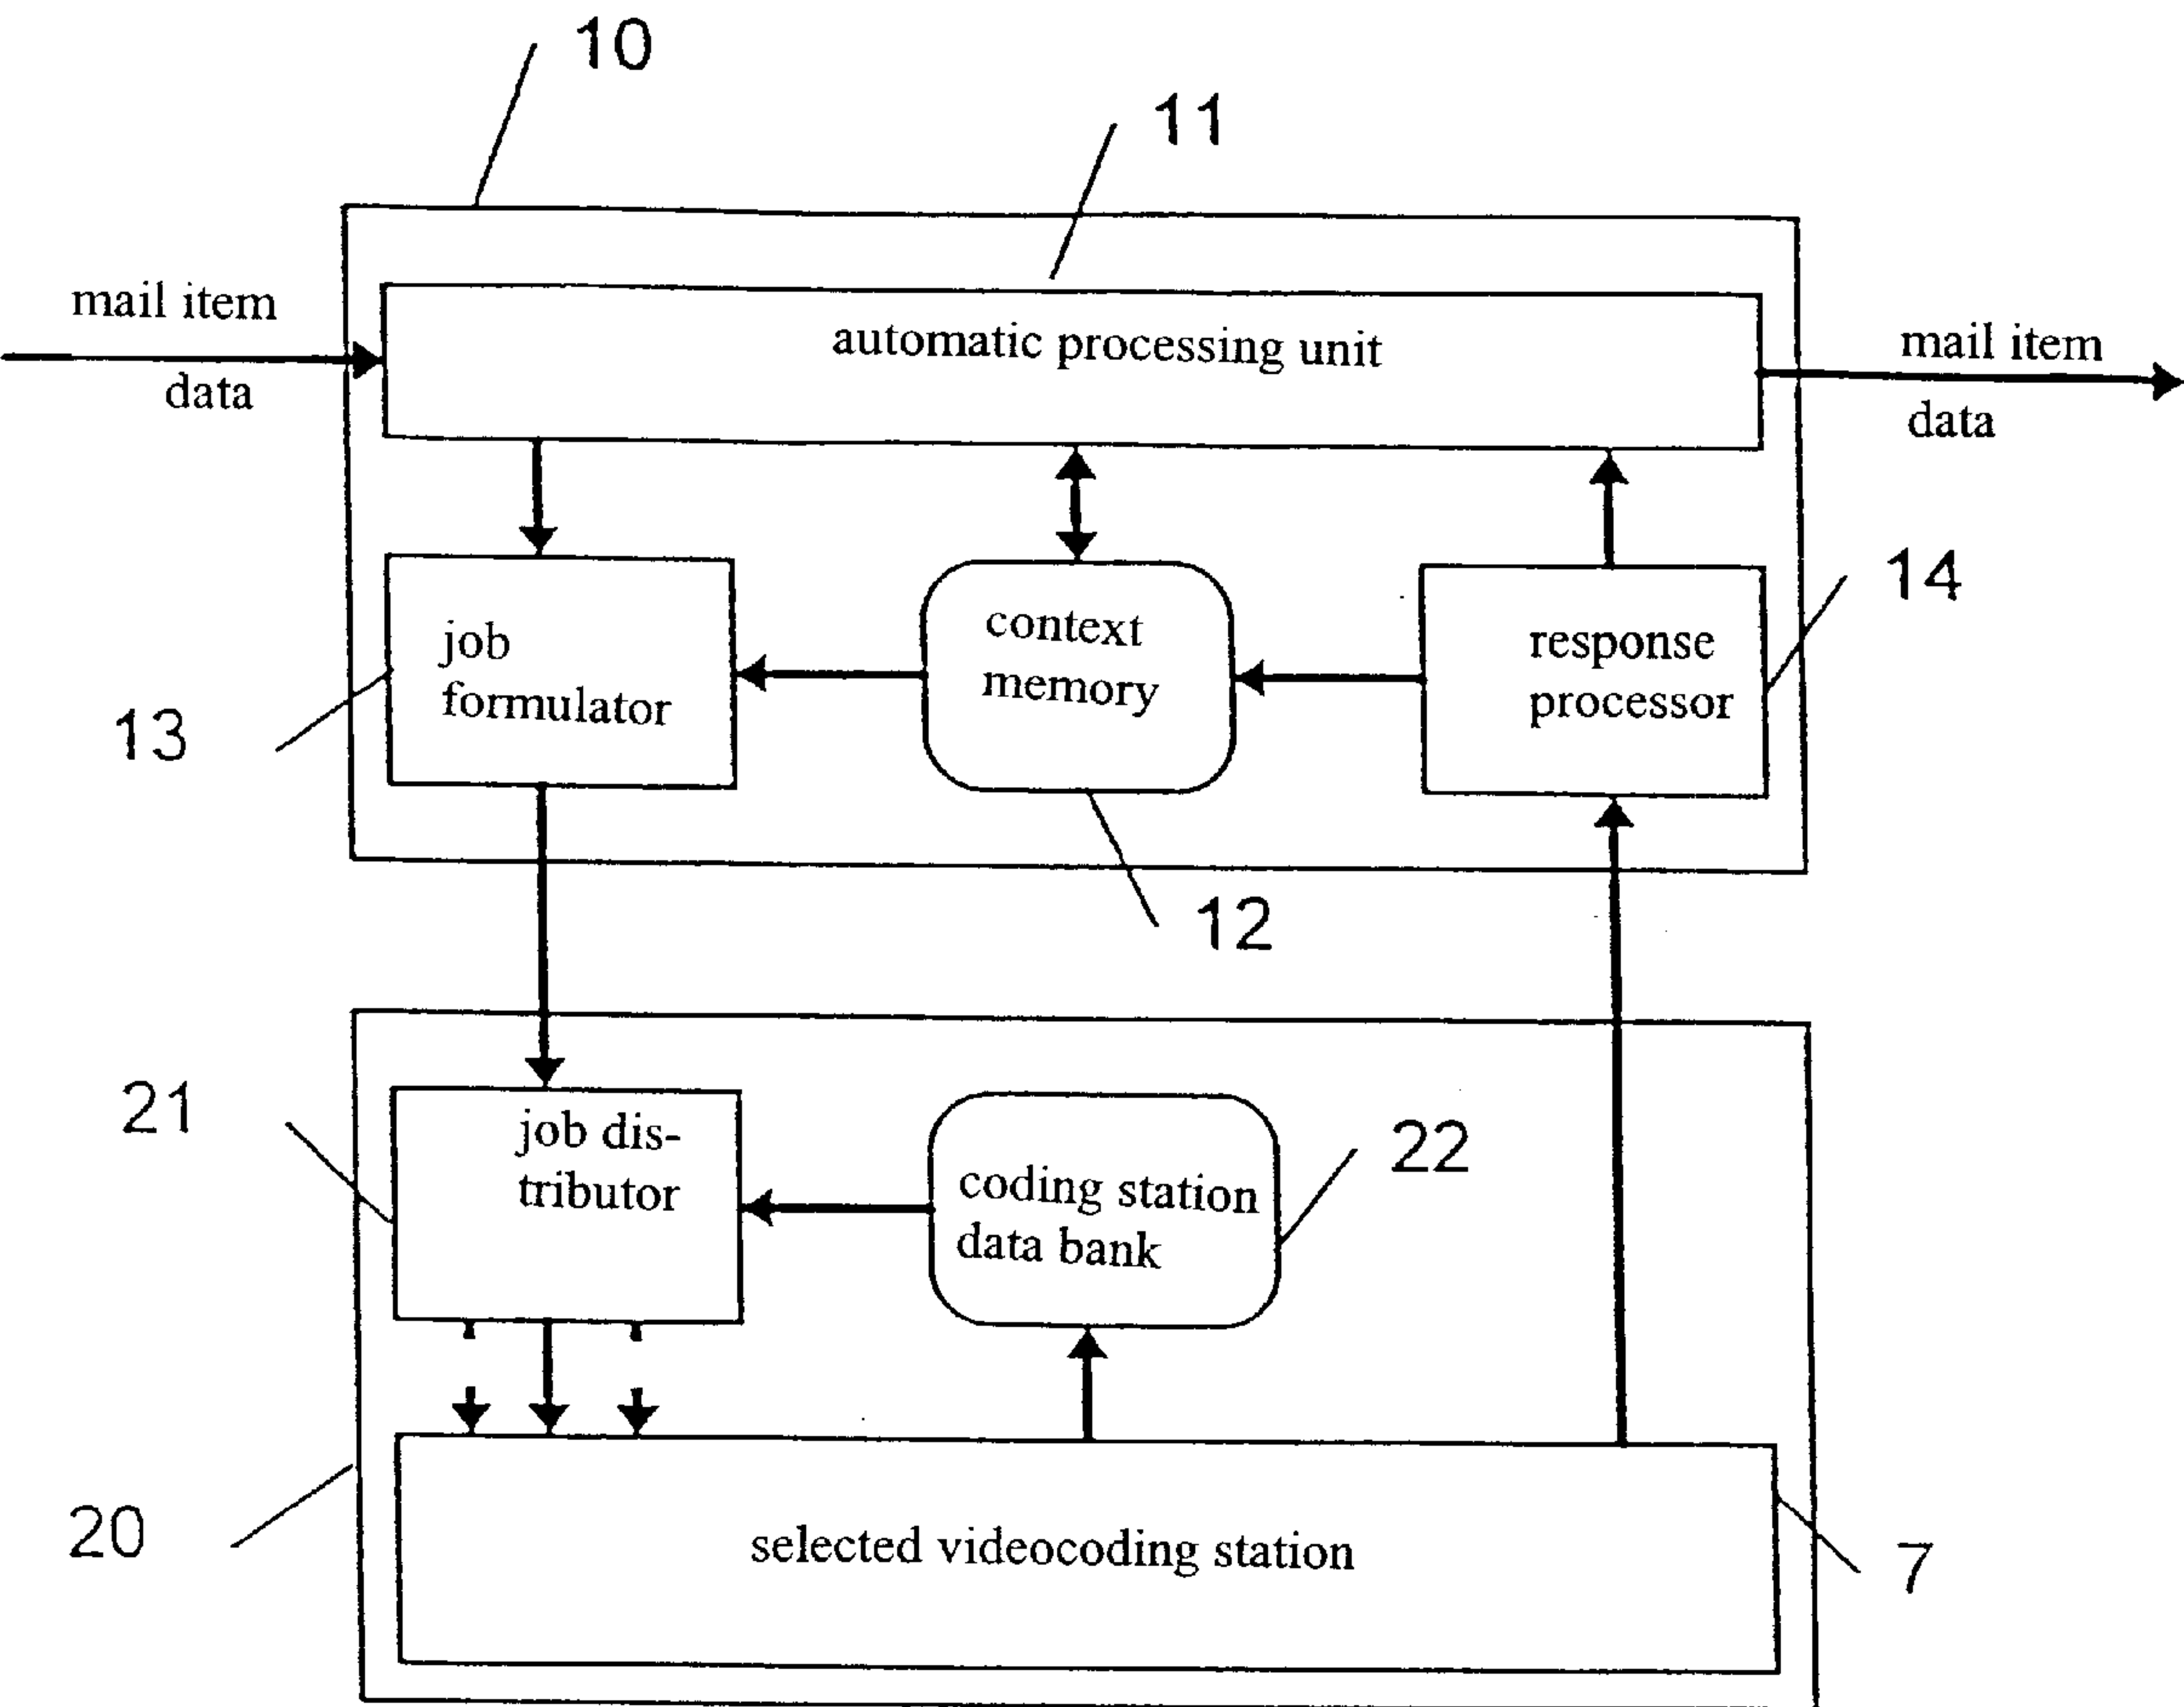 10
11
mail item
data
automatic processing unit
mail item
data
job
formulator
context
memory
response
processor
14
13
12
21
job dis-
tributor
coding station
data bank
22
20
selected videocoding station
7